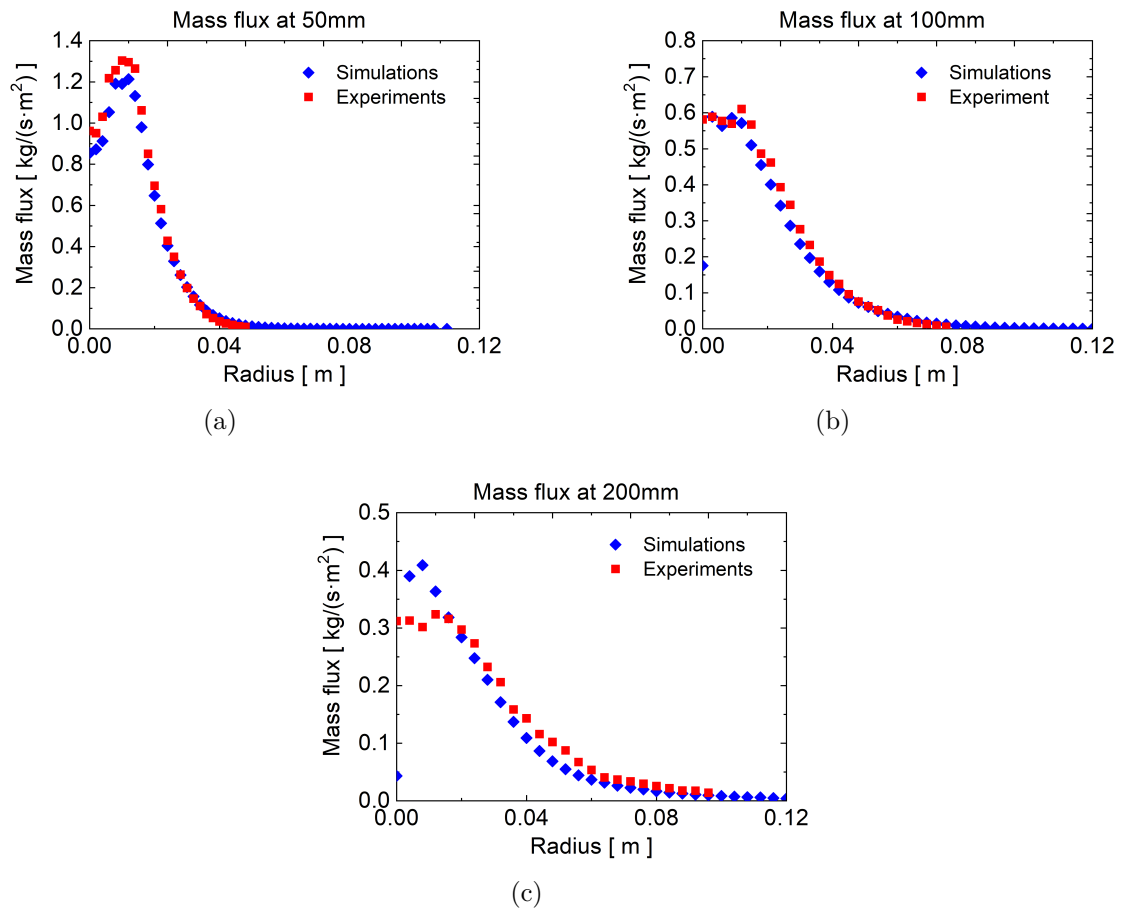 Mass flux at 50mm
1.4
1.2
1.0
0.8
0.6
0.4
0.2
0.0
Mass flux [ kg/(s·m²) ]
Simulations
Experiments
0.00 0.04 0.08 0.12
Radius [ m ]
(a)
Mass flux at 100mm
0.8
0.7
0.6
0.5
0.4
0.3
0.2
0.1
0.0
Mass flux [ kg/(s·m²) ]
Simulations
Experiment
0.00 0.04 0.08 0.12
Radius [ m ]
(b)
Mass flux at 200mm
0.5
0.4
0.3
0.2
0.1
0.0
Mass flux [ kg/(s·m²) ]
Simulations
Experiments
0.00 0.04 0.08 0.12
Radius [ m ]
(c)